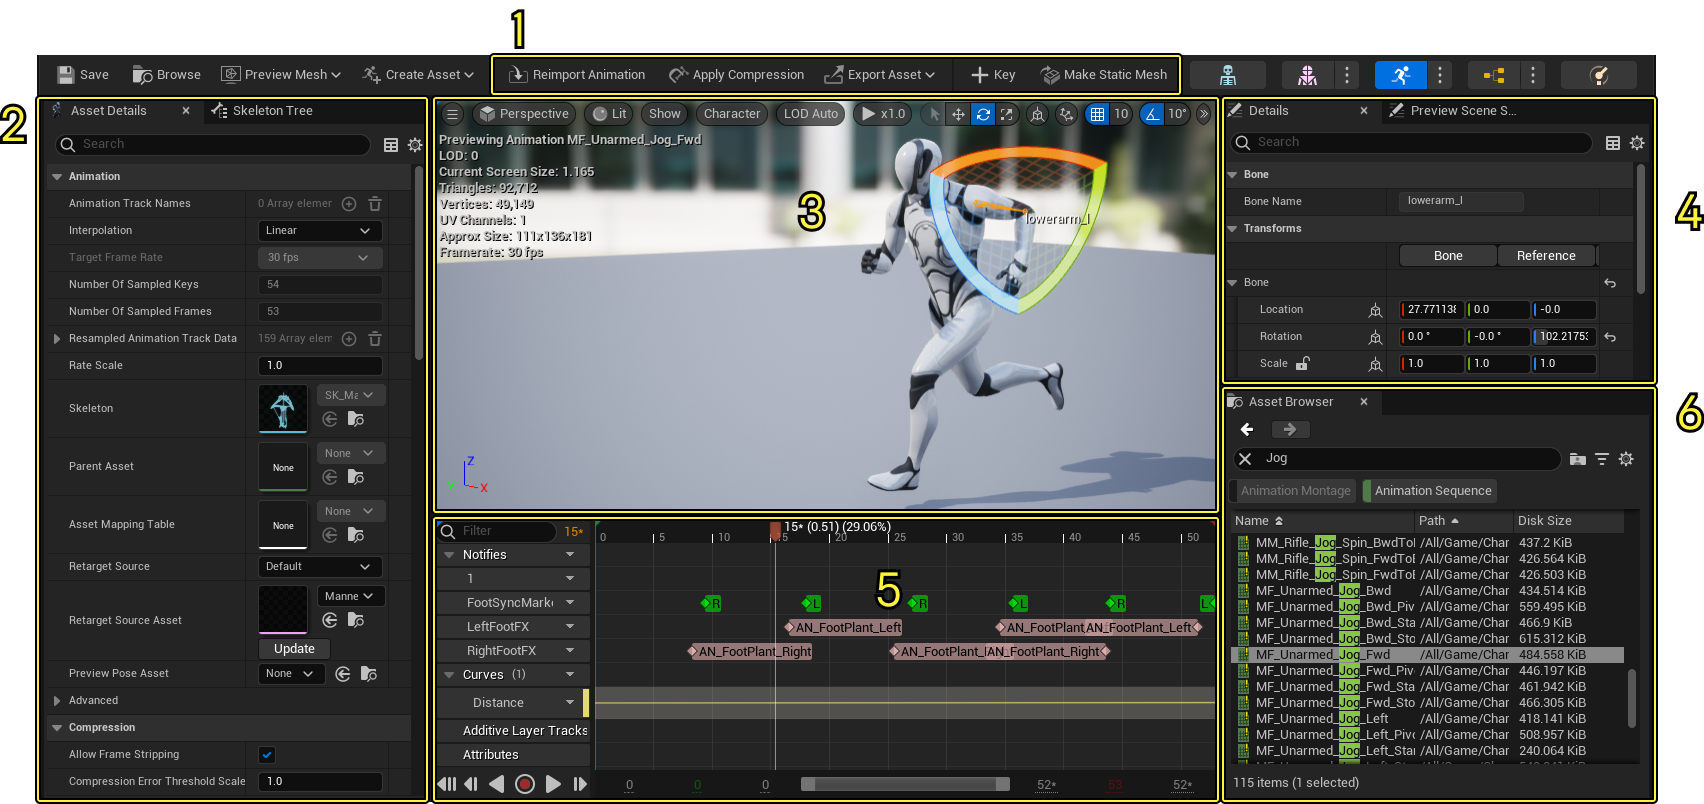 1
Save
Browse
Preview Mesh
Create Asset
Reimport Animation
Apply Compression
Export Asset
Key
Make Static Mesh
2
Asset Details
Skeleton Tree
Search
Animation
Animation Track Names
0 Array elemer
Interpolation
Linear
Target Frame Rate
30 fps
Number Of Sampled Keys
54
Number Of Sampled Frames
53
Resampled Animation Track Data
159 Array elem
Rate Scale
1.0
Skeleton
SK_Ma
Parent Asset
None
None
Asset Mapping Table
None
None
Retarget Source
Default
Retarget Source Asset
Manne
Update
Preview Pose Asset
None
Advanced
Compression
Allow Frame Stripping
Compression Error Threshold Scale
1.0
Perspective
Lit
Show
Character
LOD Auto
x1.0
10
10°
Previewing Animation MF_Unarmed_Jog_Fwd
LOD: 0
Current Screen Size: 1.165
Triangles: 92,712
Vertices: 49,149
UV Channels: 1
Approx Size: 111x136x181
Framerate: 30 fps
3
lowerarm_l
Z
Y
X
Filter
15*
15* (0.51) (29.06%)
0
5
10
15
20
25
30
35
40
45
50
Notifies
1
5
FootSyncMark
R
L
R
L
R
L
LeftFootFX
AN_FootPlant_Left
AN_FootPlant
AN_FootPlant_Left
RightFootFX
AN_FootPlant_Right
AN_FootPlant_
AN_FootPlant_Right
Curves (1)
Distance
Additive Layer Tracks
Attributes
0
0
0
52*
53
52*
4
Details
Preview Scene S...
Search
Bone
Bone Name
lowerarm_l
Transforms
Bone
Reference
Bone
Location
27.771138
0.0
-0.0
Rotation
0.0 °
-0.0 °
102.21753
Scale
1.0
1.0
1.0
6
Asset Browser
Jog
Animation Montage
Animation Sequence
Name
Path
Disk Size
MM_Rifle_Jog_Spin_BwdTol /All/Game/Char 437.2 KiB
MM_Rifle_Jog_Spin_FwdTol /All/Game/Char 426.564 KiB
MM_Rifle_Jog_Spin_FwdTol /All/Game/Char 426.503 KiB
MF_Unarmed_Jog_Bwd /All/Game/Char 434.514 KiB
MF_Unarmed_Jog_Bwd_Piv /All/Game/Char 559.495 KiB
MF_Unarmed_Jog_Bwd_Sta /All/Game/Char 466.9 KiB
MF_Unarmed_Jog_Bwd_Sto /All/Game/Char 615.312 KiB
MF_Unarmed_Jog_Fwd /All/Game/Char 484.558 KiB
MF_Unarmed_Jog_Fwd_Piv /All/Game/Char 446.197 KiB
MF_Unarmed_Jog_Fwd_Sta /All/Game/Char 461.942 KiB
MF_Unarmed_Jog_Fwd_Sto /All/Game/Char 466.305 KiB
MF_Unarmed_Jog_Left /All/Game/Char 418.141 KiB
MF_Unarmed_Jog_Left_Pivo /All/Game/Char 508.957 KiB
MF_Unarmed_Jog_Left_Star /All/Game/Char 240.064 KiB
115 items (1 selected)